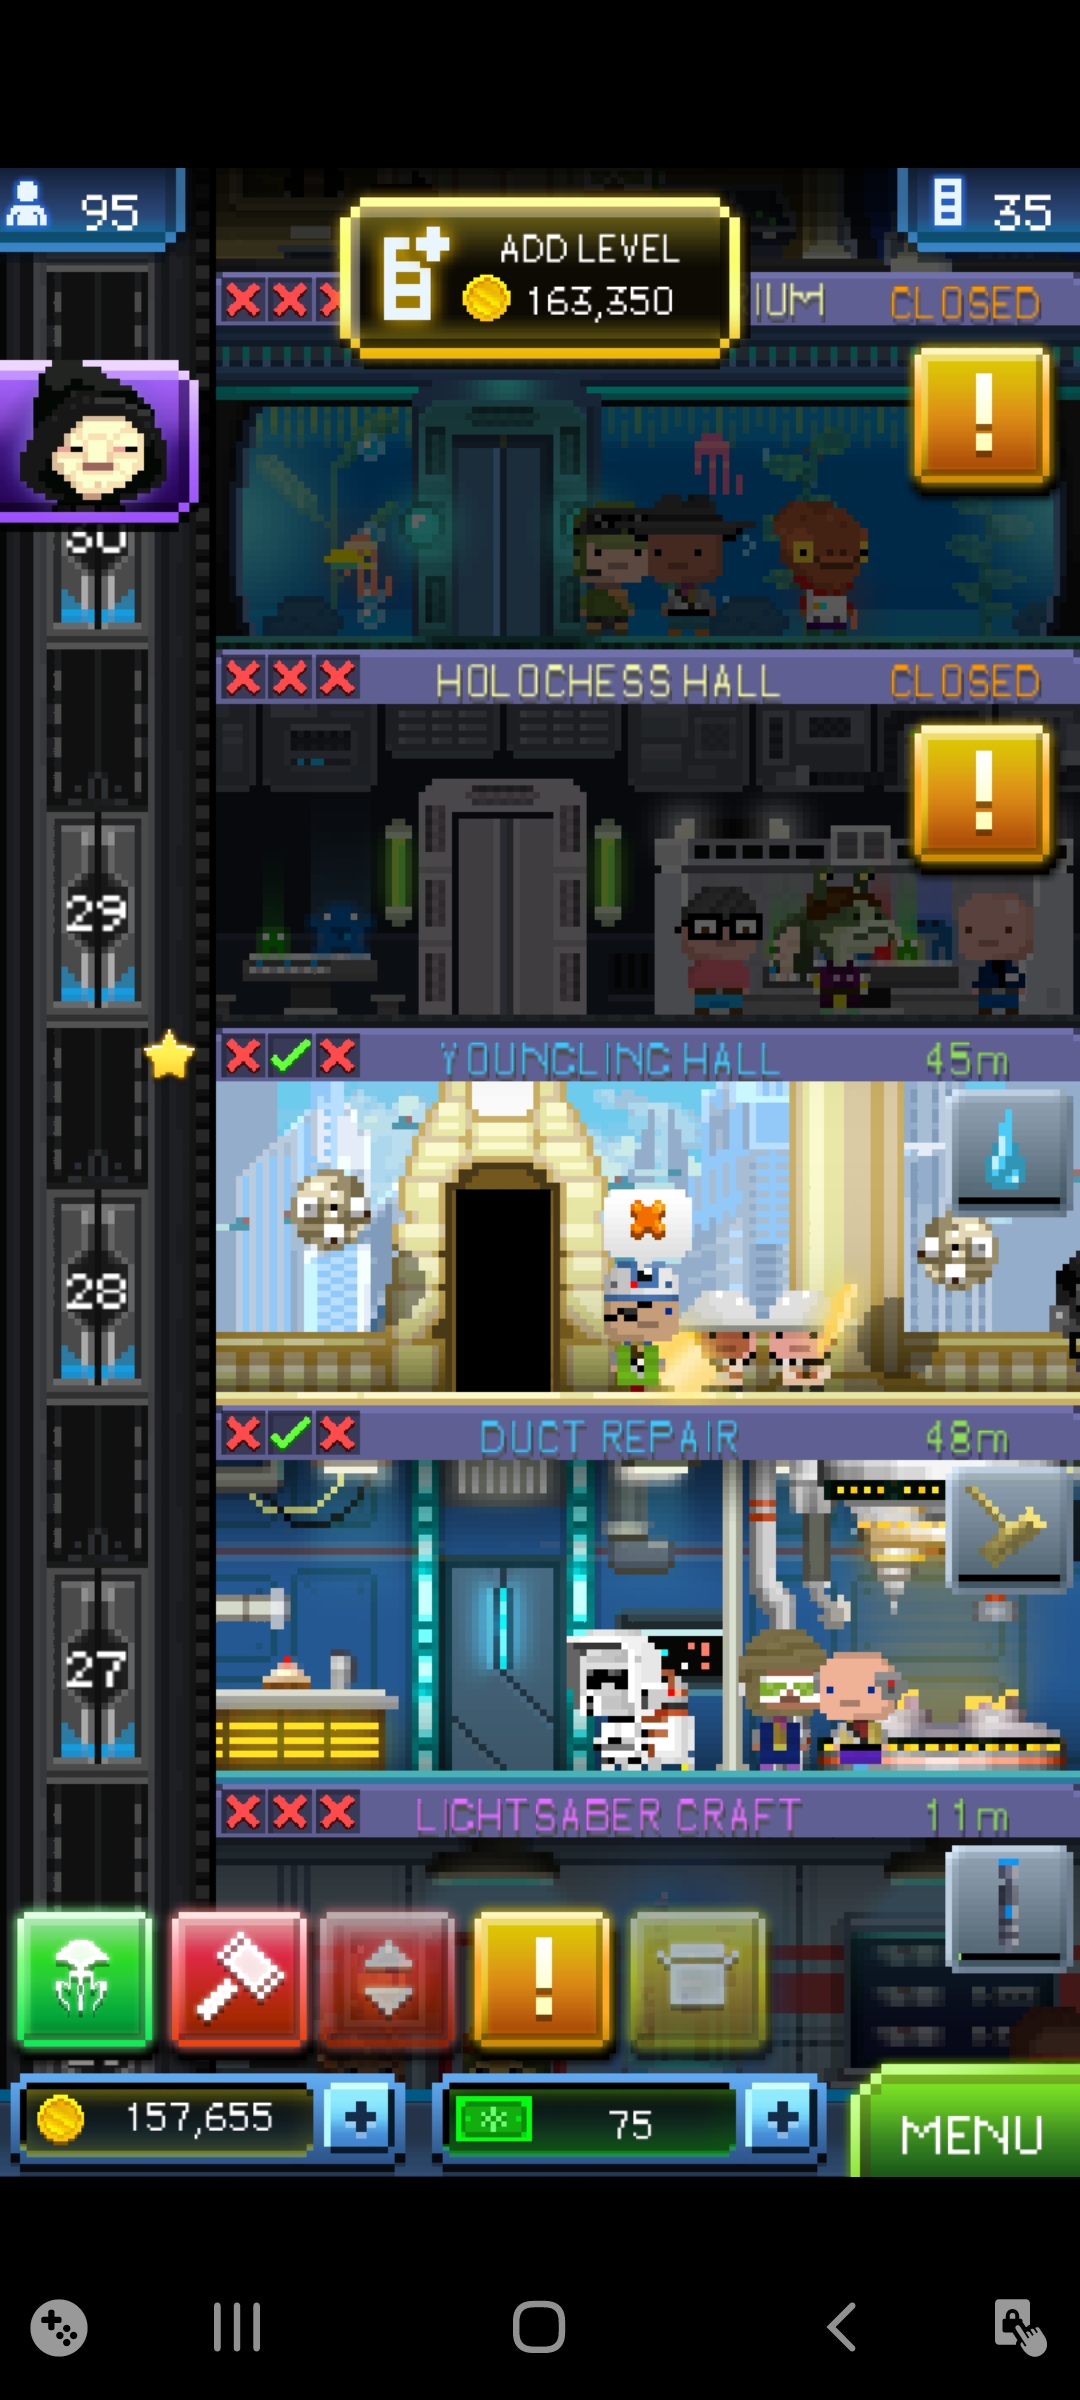 95
ADD LEVEL
163,350
35
IUM CLOSED
30
HOLOCHESS HALL CLOSED
29
YOUNGLING HALL 45m
28
DUCT REPAIR 48m
27
LIGHTSABER CRAFT 11m
157,655
75
MENU